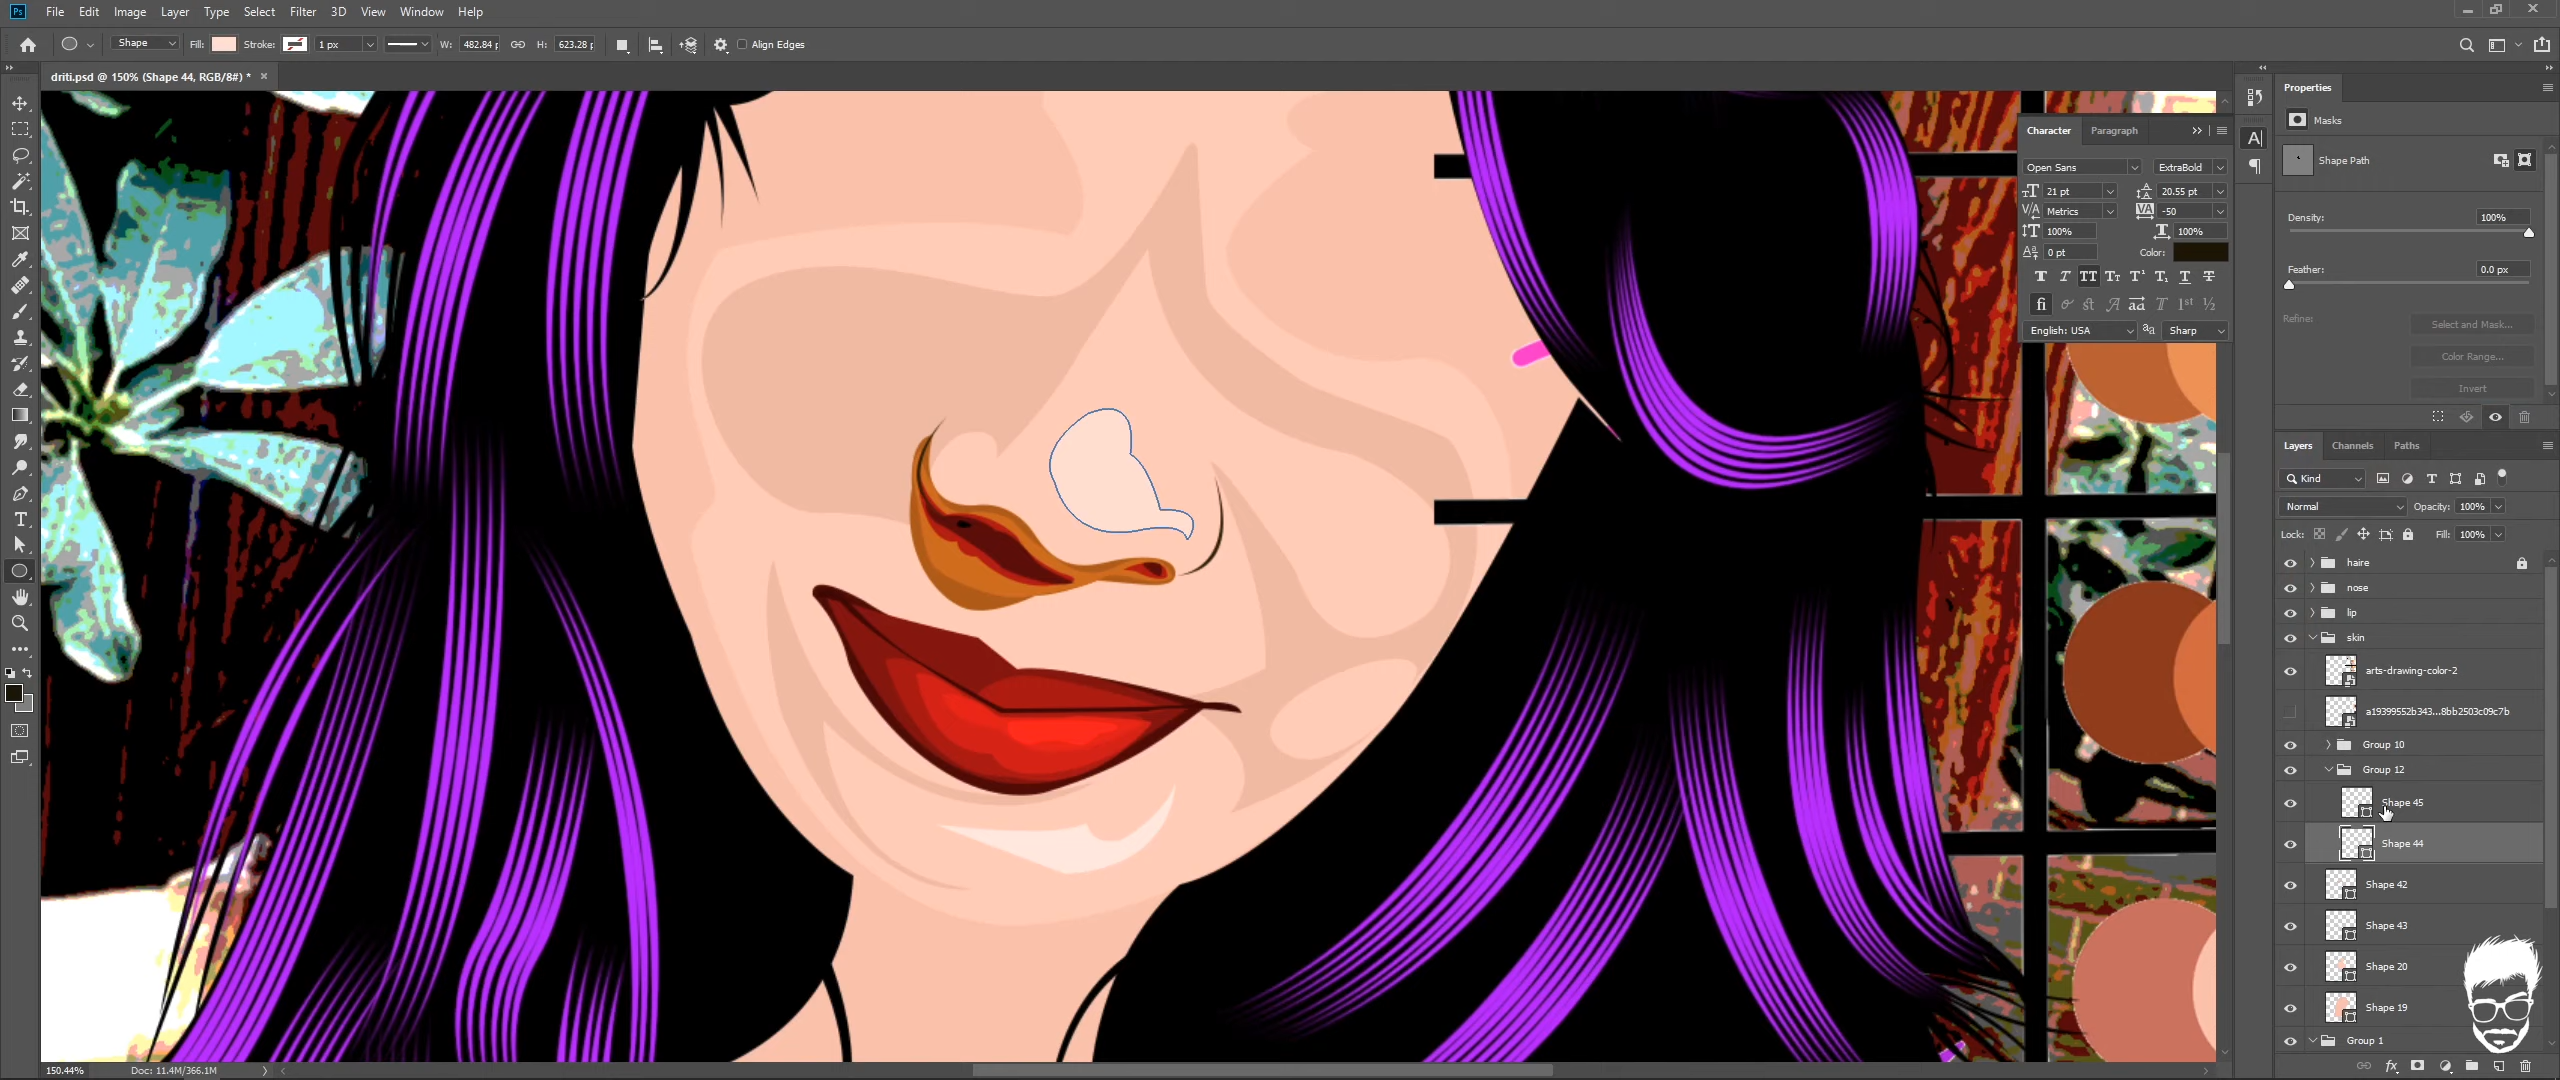 Ps File Edit Image Layer Type Select Filter 3D View Window Help
Shape Fill: Stroke: 1 px W: 482.84 H: 623.28 Align Edges
driti.psd @ 150% (Shape 44, RGB/8#) *
Properties
Masks
Shape Path
Density: 100%
Feather: 0.0 px
Refine: Select and Mask...
Color Range...
Invert
Character Paragraph
Open Sans ExtraBold
21 pt 20.55 pt
Metrics -50
100% 100%
0 pt Color:
English: USA Sharp
Layers Channels Paths
Kind
Normal Opacity: 100%
Lock: Fill: 100%
haire
nose
lip
skin
arts-drawing-color-2
a19399552b343...8bb2503c09c7b
Group 10
Group 12
Shape 45
Shape 44
Shape 42
Shape 43
Shape 20
Shape 19
Group 1
150.44% Doc: 11.4M/366.1M